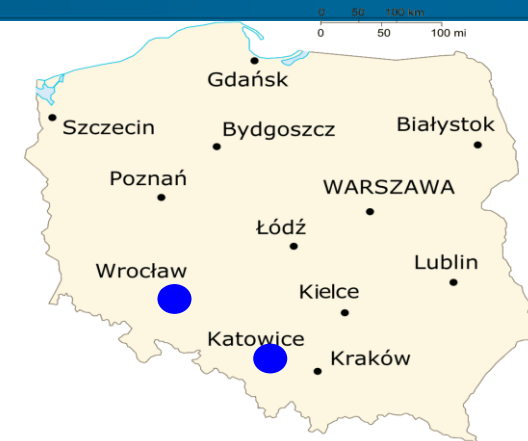 0 50 100 km
0 50 100 mi
Gdańsk
Szczecin
Bydgoszcz
Białystok
Poznań
WARSZAWA
Łódź
Wrocław
Lublin
Kielce
Katowice
Kraków